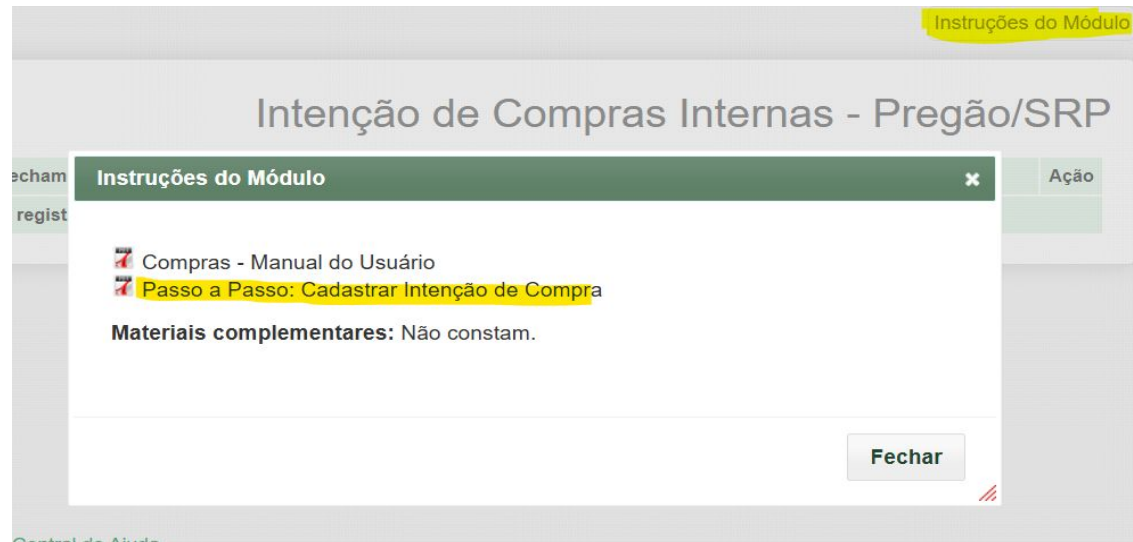 Instruções do Módulo
Intenção de Compras Internas - Pregão/SRP
Ação
Instruções do Módulo
Compras - Manual do Usuário
Passo a Passo: Cadastrar Intenção de Compra
Materiais complementares: Não constam.
Fechar